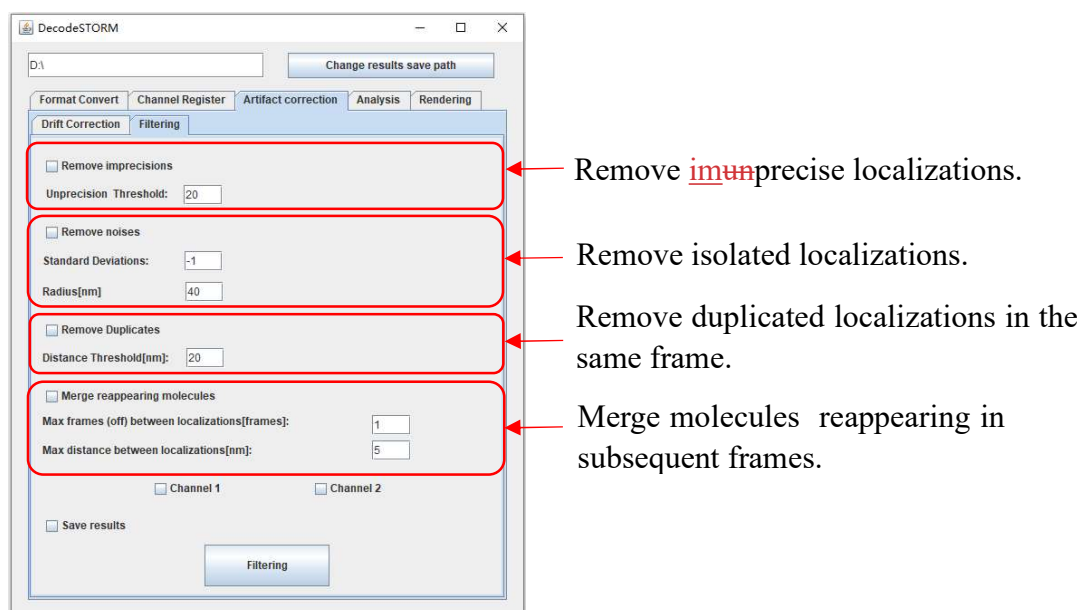 DecodeSTORM
D:\
Change results save path
Format Convert Channel Register Artifact correction Analysis Rendering
Drift Correction Filtering
Remove imprecisions
Unprecision Threshold: 20
Remove imunprecise localizations.
Remove noises
Standard Deviations: -1
Radius[nm] 40
Remove isolated localizations.
Remove Duplicates
Distance Threshold[nm]: 20
Remove duplicated localizations in the
same frame.
Merge reappearing molecules
Max frames (off) between localizations[frames]: 1
Max distance between localizations[nm]: 5
Merge molecules reappearing in
subsequent frames.
Channel 1 Channel 2
Save results
Filtering